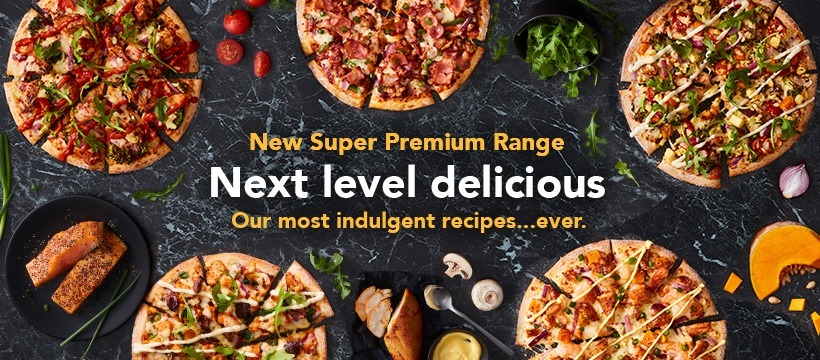 New Super Premium Range
Next level delicious
Our most indulgent recipes...ever.